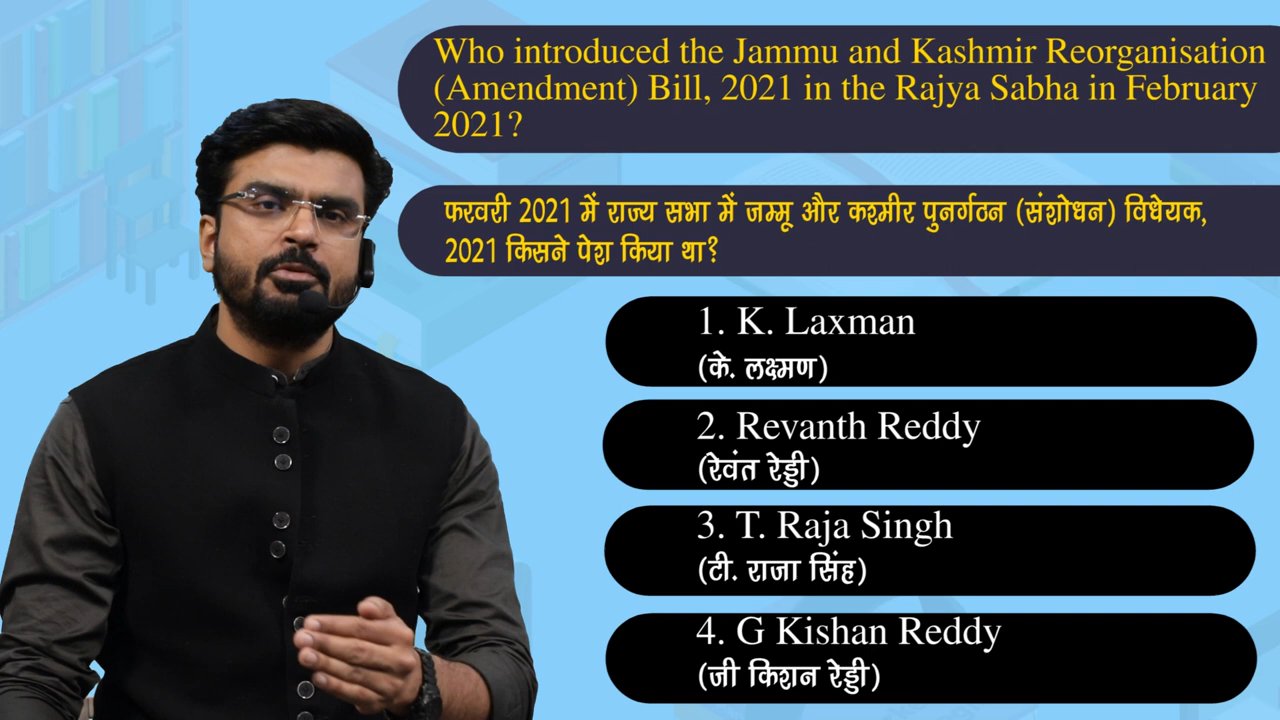 Who introduced the Jammu and Kashmir Reorganisation
(Amendment) Bill, 2021 in the Rajya Sabha in February
2021?
फरवरी 2021 में राज्य सभा में जम्मू और कश्मीर पुनर्गठन (संशोधन) विधेयक,
2021 किसने पेश किया था?
1. K. Laxman
(के. लक्ष्मण)
2. Revanth Reddy
(रेवंत रेड्डी)
3. T. Raja Singh
(टी. राजा सिंह)
4. G Kishan Reddy
(जी किशन रेड्डी)